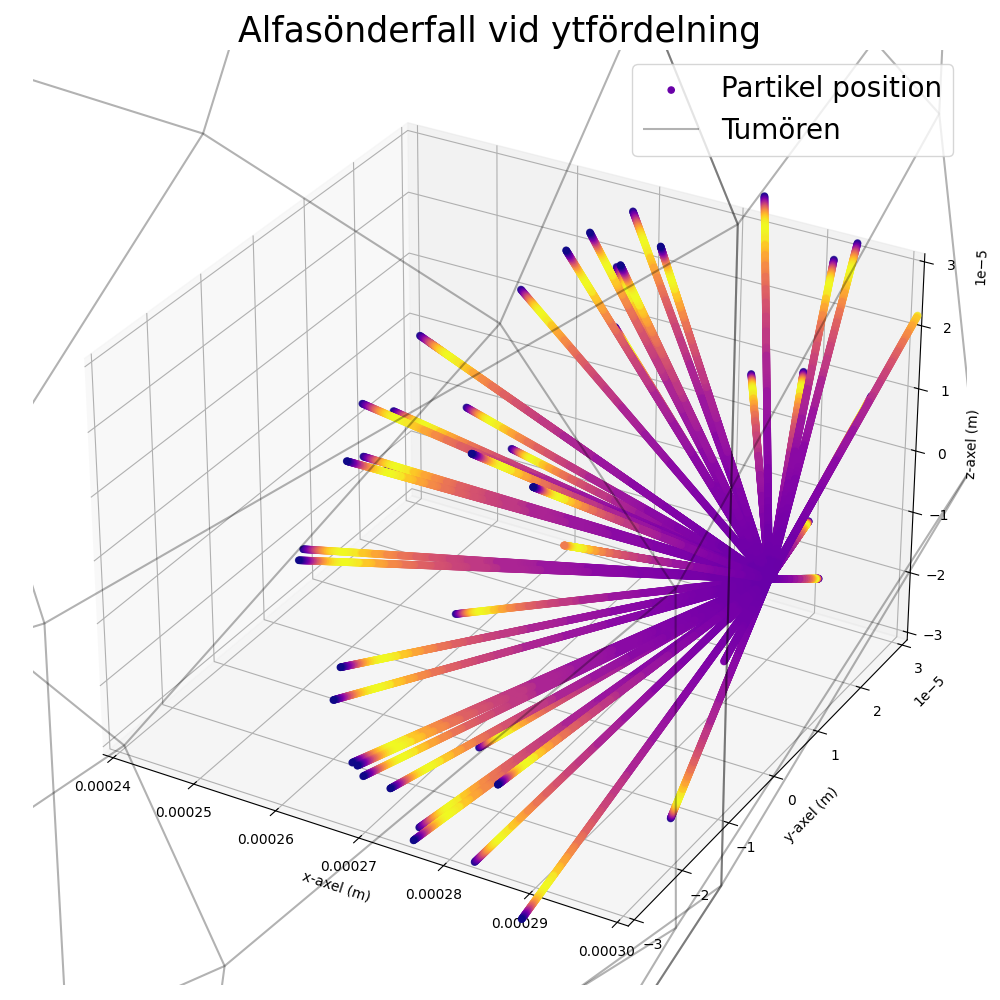 Alfasönderfall vid ytfördelning
Partikel position
Tumören
1e−5
3
2
1
0
−1
−2
−3
z-axel (m)
3
2
1
0
−1
−2
−3
1e−5
y-axel (m)
0.00024
0.00025
0.00026
0.00027
0.00028
0.00029
0.00030
x-axel (m)